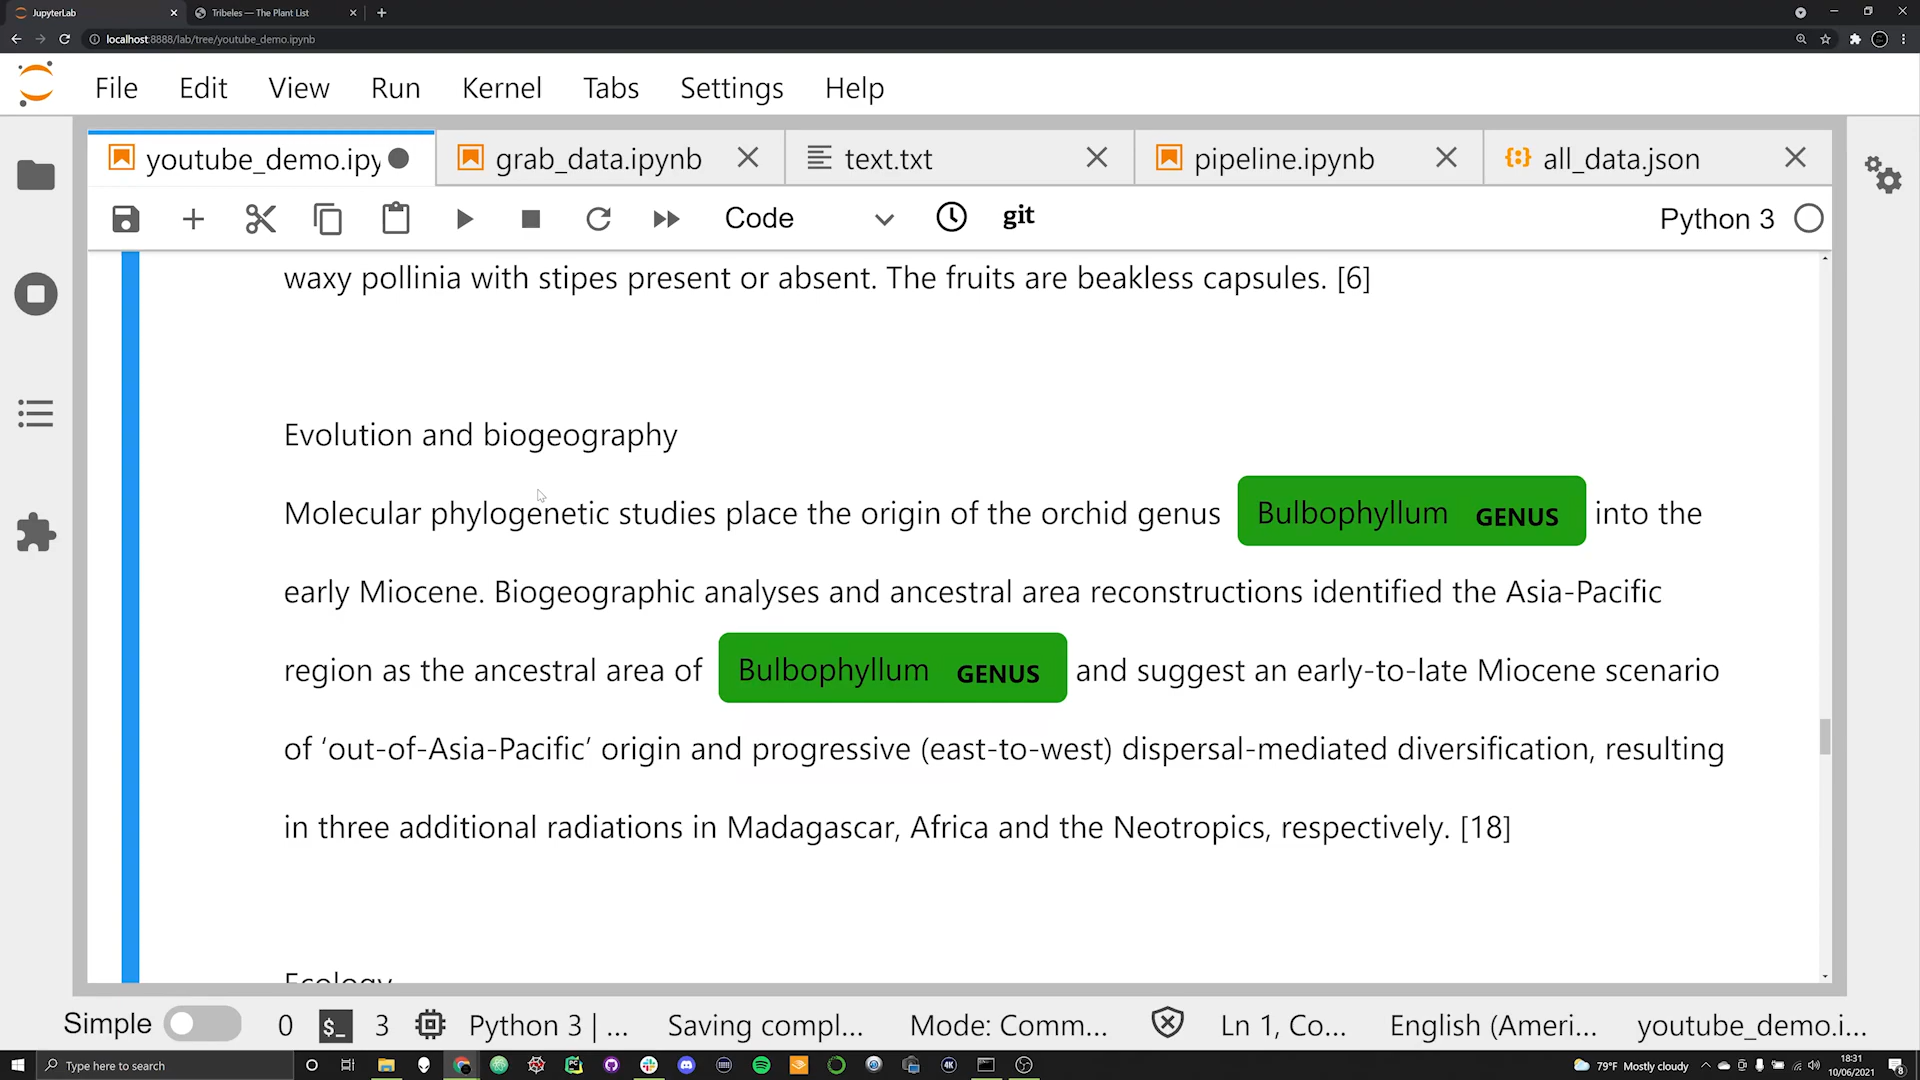 JupyterLab
Tribeles — The Plant List
localhost:8888/lab/tree/youtube_demo.ipynb
File Edit View Run Kernel Tabs Settings Help
youtube_demo.ipy
grab_data.ipynb
text.txt
pipeline.ipynb
all_data.json
Code
git
Python 3
waxy pollinia with stipes present or absent. The fruits are beakless capsules. [6]
Evolution and biogeography
Molecular phylogenetic studies place the origin of the orchid genus Bulbophyllum GENUS into the
early Miocene. Biogeographic analyses and ancestral area reconstructions identified the Asia-Pacific
region as the ancestral area of Bulbophyllum GENUS and suggest an early-to-late Miocene scenario
of ‘out-of-Asia-Pacific’ origin and progressive (east-to-west) dispersal-mediated diversification, resulting
in three additional radiations in Madagascar, Africa and the Neotropics, respectively. [18]
Ecology
Simple 0 $_ 3 Python 3 | ... Saving compl... Mode: Comm... Ln 1, Co... English (Ameri... youtube_demo.i...
Type here to search
PC
4K
79°F Mostly cloudy
18:31
10/06/2021
8